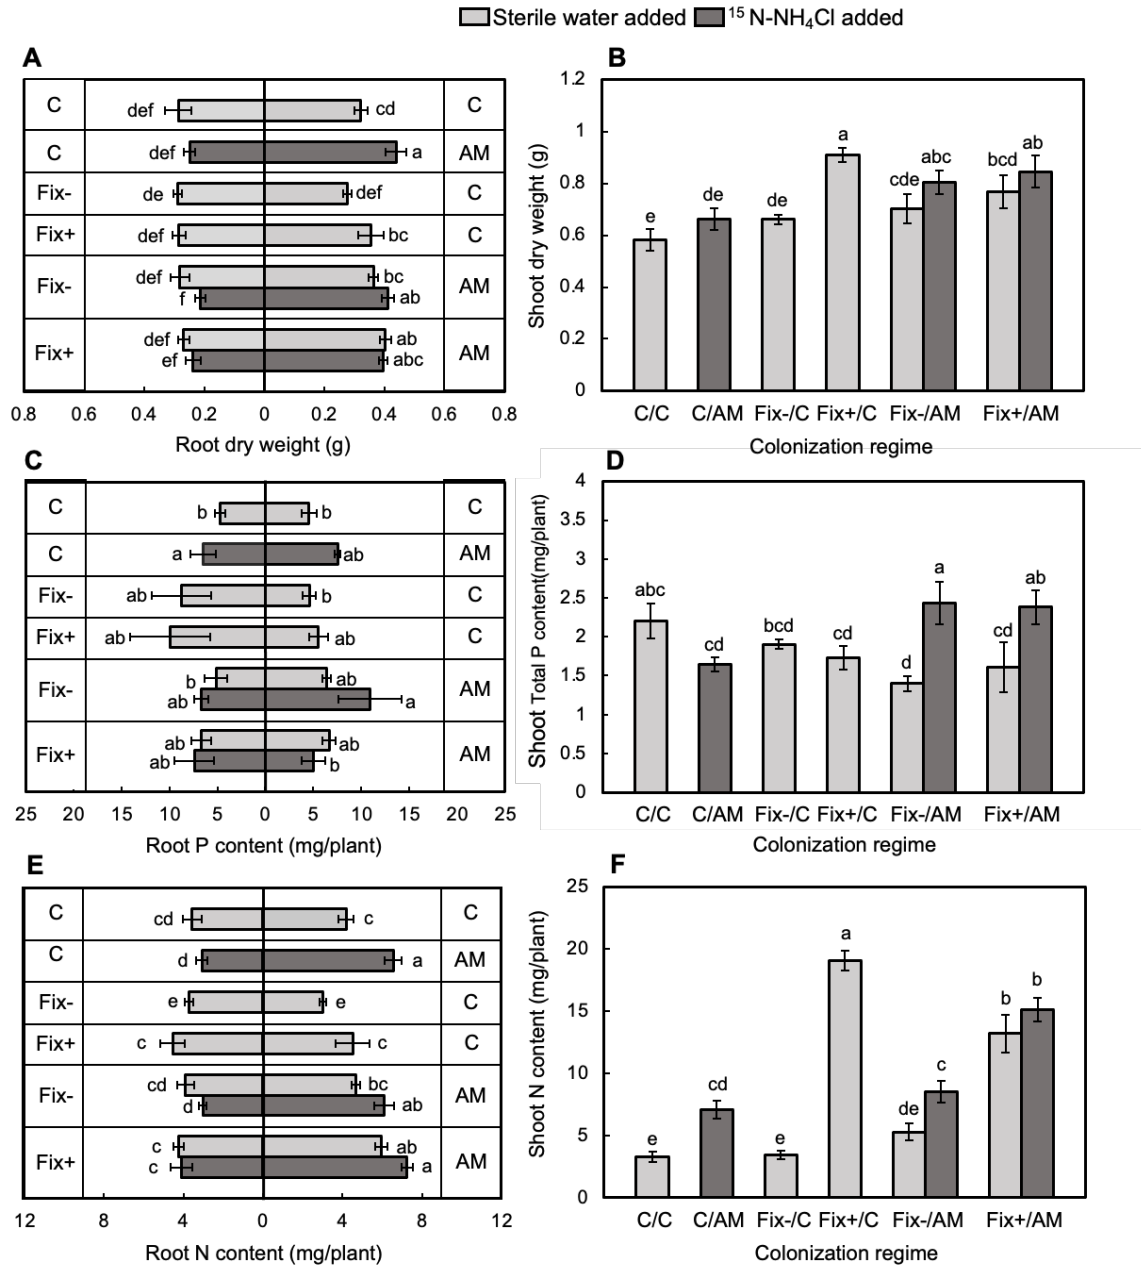 Sterile water added ¹⁵N-NH₄Cl added
A
C def cd C
C def a AM
Fix- de def C
Fix+ def bc C
def bc
Fix- AM
f ab
def ab
Fix+ AM
ef abc
0.8 0.6 0.4 0.2 0 0.2 0.4 0.6 0.8
Root dry weight (g)
B
Shoot dry weight (g)
1.2
1
0.8
0.6
0.4
0.2
0
e de de a cde abc bcd ab
C/C C/AM Fix-/C Fix+/C Fix-/AM Fix+/AM
Colonization regime
C
C b b C
C a ab AM
Fix- ab b C
Fix+ ab ab C
b ab
Fix- AM
ab a
ab ab
Fix+ AM
ab b
25 20 15 10 5 0 5 10 15 20 25
Root P content (mg/plant)
D
Shoot Total P content(mg/plant)
4
3.5
3
2.5
2
1.5
1
0.5
0
abc cd bcd cd d a cd ab
C/C C/AM Fix-/C Fix+/C Fix-/AM Fix+/AM
Colonization regime
E
C cd c C
C d a AM
Fix- e e C
Fix+ c c C
cd bc
Fix- AM
d ab
c ab
Fix+ AM
c a
12 8 4 0 4 8 12
Root N content (mg/plant)
F
Shoot N content (mg/plant)
25
20
15
10
5
0
e cd e a de c b b
C/C C/AM Fix-/C Fix+/C Fix-/AM Fix+/AM
Colonization regime